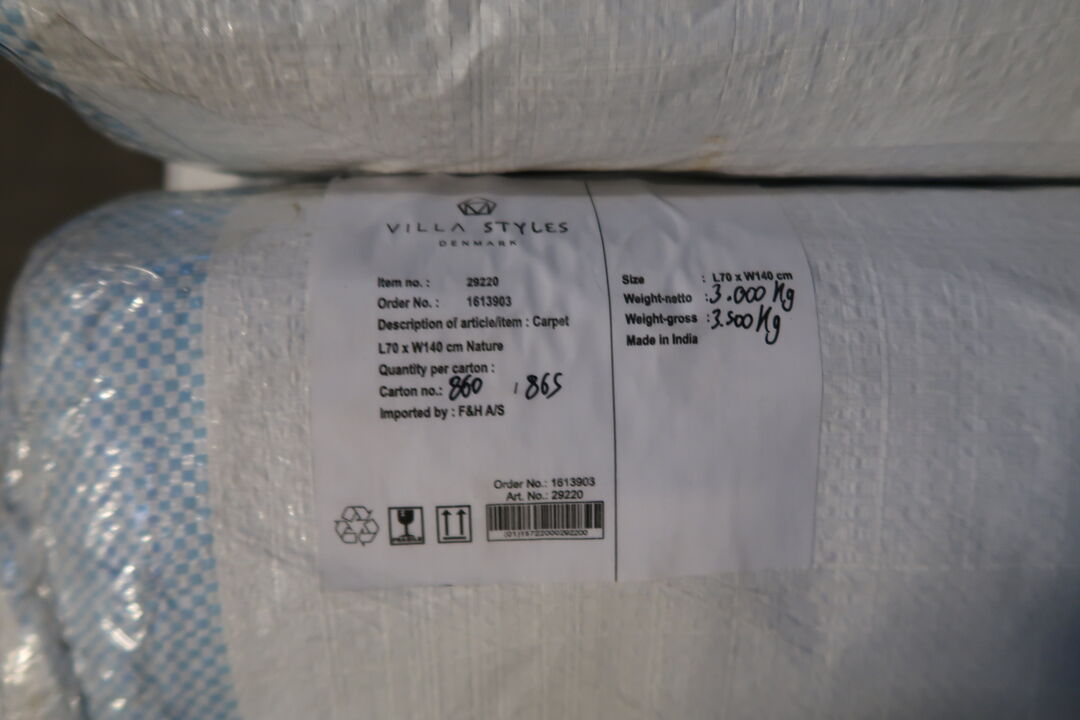 VILLA STYLES
DENMARK
Item no. : 29220
Order No. : 1613903
Description of article/item : Carpet
L70 x W140 cm Nature
Quantity per carton :
Carton no.: 860 / 865
Imported by : F&H A/S
Order No.: 1613903
Art. No.: 29220
FRAGILE
Size : L70 x W140 cm
Weight-netto : 3.000 Kg
Weight-gross : 3.500 Kg
Made in India